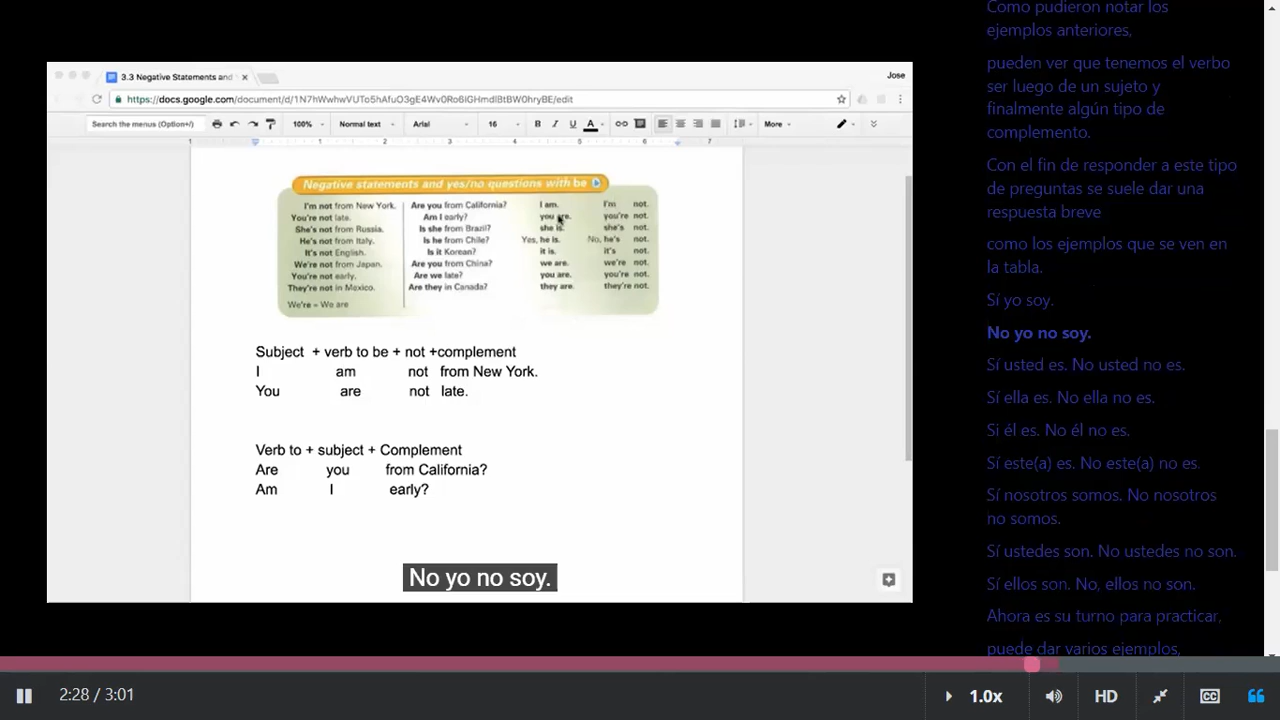 3.3 Negative Statements and
Jose
https://docs.google.com/document/d/1N7hWwhwVUTo5hAfuO3gE4Wv0Ro6lGHmdlBtBW0hryBE/edit
Search the menus (Option+/)
100%
Normal text
Arial
16
B I U A
More
1 1 2 3 4 5 6 7
Negative statements and yes/no questions with be
I'm not from New York. Are you from California? I am. I'm not.
You're not late. Am I early? you are. you're not.
She's not from Russia. Is she from Brazil? she is. she's not.
He's not from Italy. Is he from Chile? Yes, he is. No, he's not.
It's not English. Is it Korean? it is. it's not.
We're not from Japan. Are you from China? we are. we're not.
You're not early. Are we late? you are. you're not.
They're not in Mexico. Are they in Canada? they are. they're not.
We're = We are
Subject + verb to be + not +complement
I am not from New York.
You are not late.
Verb to + subject + Complement
Are you from California?
Am I early?
No yo no soy.
Como pudieron notar los
ejemplos anteriores,
pueden ver que tenemos el verbo
ser luego de un sujeto y
finalmente algún tipo de
complemento.
Con el fin de responder a este tipo
de preguntas se suele dar una
respuesta breve
como los ejemplos que se ven en
la tabla.
Sí yo soy.
No yo no soy.
Sí usted es. No usted no es.
Sí ella es. No ella no es.
Si él es. No él no es.
Sí este(a) es. No este(a) no es.
Sí nosotros somos. No nosotros
no somos.
Sí ustedes son. No ustedes no son.
Sí ellos son. No, ellos no son.
Ahora es su turno para practicar,
puede dar varios ejemplos,
2:28 / 3:01
1.0x
HD
CC